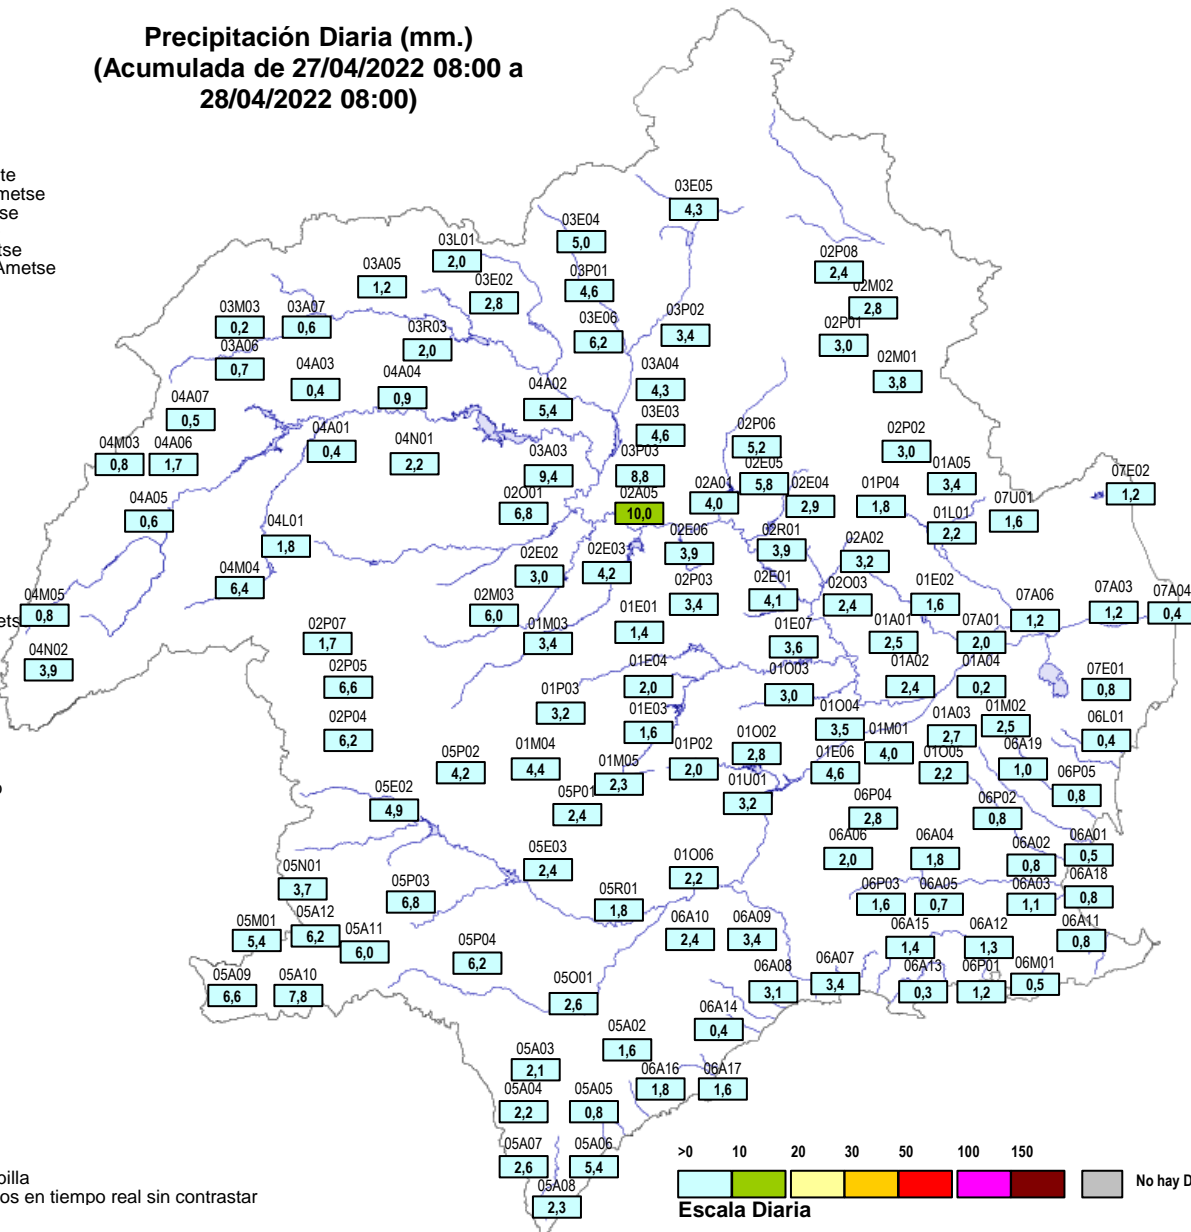 Precipitación Diaria (mm.)
(Acumulada de 27/04/2022 08:00 a
28/04/2022 08:00)
03E05
4,3
03E04
5,0
03L01
2,0
03P01
4,6
02P08
2,4
03A05
1,2
03E02
2,8
02M02
2,8
03M03
0,2
03A07
0,6
03R03
2,0
03E06
6,2
03P02
3,4
02P01
3,0
03A06
0,7
04A03
0,4
04A04
0,9
04A02
5,4
03A04
4,3
02M01
3,8
04A07
0,5
03E03
4,6
04M03
0,8
04A06
1,7
04A01
0,4
04N01
2,2
03A03
9,4
03P03
8,8
02P06
5,2
02P02
3,0
02E05
5,8
01A05
3,4
07E02
1,2
04A05
0,6
02O01
6,8
02A05
10,0
02A01
4,0
02E04
2,9
01P04
1,8
07U01
1,6
04L01
1,8
01L01
2,2
04M04
6,4
02E02
3,0
02E03
4,2
02E06
3,9
02R01
3,9
02A02
3,2
04M05
0,8
02M03
6,0
02P03
3,4
02E01
4,1
02O03
2,4
01E02
1,6
07A06
1,2
07A03
1,2
07A04
0,4
04N02
3,9
02P07
1,7
01M03
3,4
01E01
1,4
01E07
3,6
01A01
2,5
07A01
2,0
02P05
6,6
01P03
3,2
01E04
2,0
01O03
3,0
01A02
2,4
01A04
0,2
07E01
0,8
02P04
6,2
01E03
1,6
01O04
3,5
01M01
4,0
01A03
2,7
01M02
2,5
06L01
0,4
05P02
4,2
01M04
4,4
01M05
2,3
01P02
2,0
01O02
2,8
01E06
4,6
01O05
2,2
06A19
1,0
06P05
0,8
05E02
4,9
05P01
2,4
01U01
3,2
06P04
2,8
06P02
0,8
05E03
2,4
01O06
2,2
06A06
2,0
06A04
1,8
06A02
0,8
06A01
0,5
05N01
3,7
05P03
6,8
05R01
1,8
06P03
1,6
06A05
0,7
06A03
1,1
06A18
0,8
05M01
5,4
05A12
6,2
05A11
6,0
05P04
6,2
06A10
2,4
06A09
3,4
06A15
1,4
06A12
1,3
06A11
0,8
05A09
6,6
05A10
7,8
05O01
2,6
06A08
3,1
06A07
3,4
06A13
0,3
06P01
1,2
06M01
0,5
05A02
1,6
06A14
0,4
05A03
2,1
06A16
1,8
06A17
1,6
05A04
2,2
05A05
0,8
05A07
2,6
05A06
5,4
05A08
2,3
te
metse
se
tse
Ametse
ets
o
oilla
os en tiempo real sin contrastar
>0 10 20 30 50 100 150
No hay D
Escala Diaria